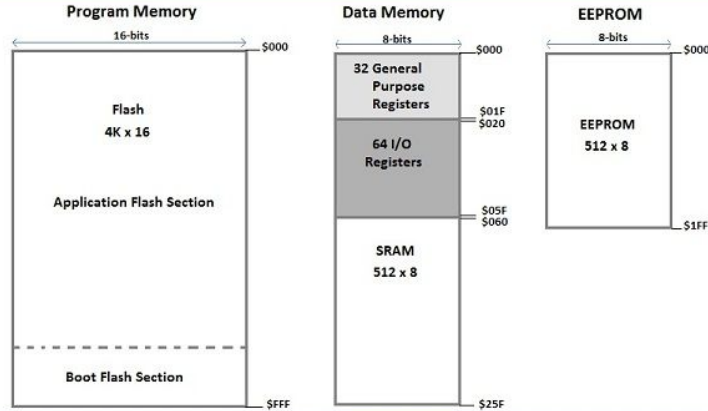 Program Memory
16-bits
$000
Flash
4K x 16
Application Flash Section
Boot Flash Section
$FFF
Data Memory
8-bits
$000
32 General
Purpose
Registers
$01F
$020
64 I/O
Registers
$05F
$060
SRAM
512 x 8
$25F
EEPROM
8-bits
$000
EEPROM
512 x 8
$1FF